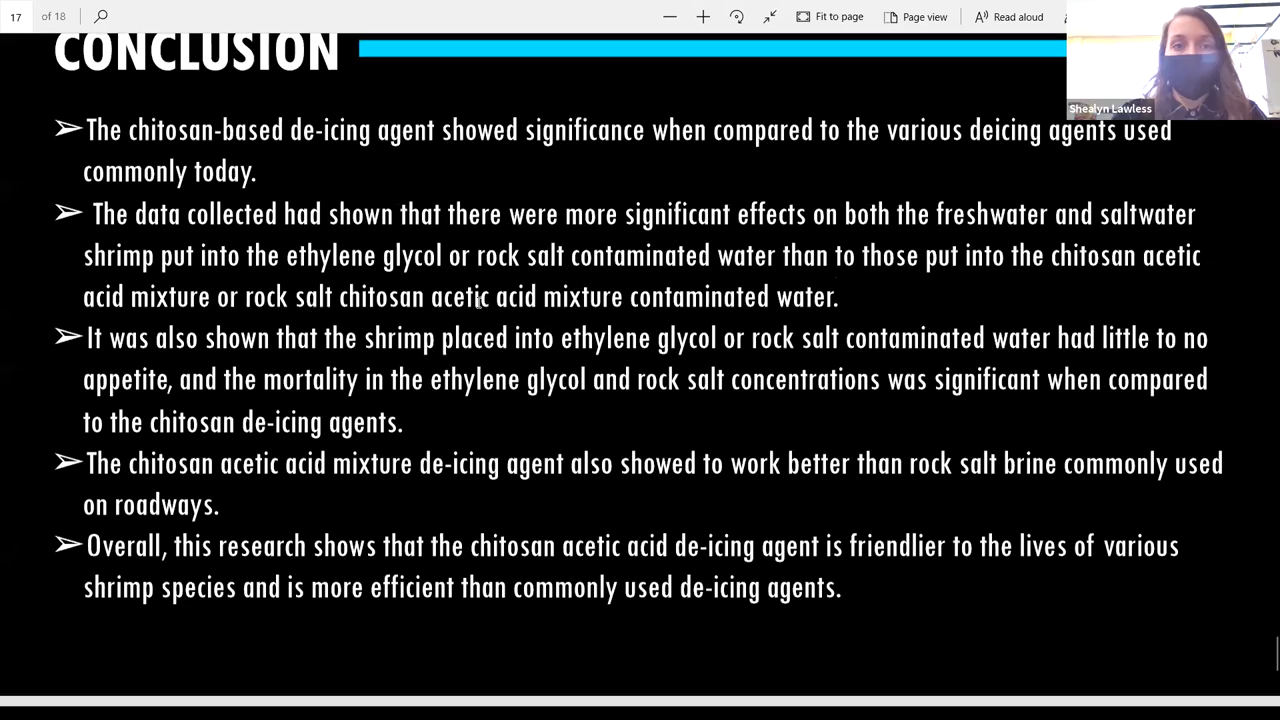 17 of 18 Fit to page Page view Read aloud
CONCLUSION
Shealyn Lawless
➢The chitosan-based de-icing agent showed significance when compared to the various deicing agents used
commonly today.
➢ The data collected had shown that there were more significant effects on both the freshwater and saltwater
shrimp put into the ethylene glycol or rock salt contaminated water than to those put into the chitosan acetic
acid mixture or rock salt chitosan acetic acid mixture contaminated water.
➢It was also shown that the shrimp placed into ethylene glycol or rock salt contaminated water had little to no
appetite, and the mortality in the ethylene glycol and rock salt concentrations was significant when compared
to the chitosan de-icing agents.
➢The chitosan acetic acid mixture de-icing agent also showed to work better than rock salt brine commonly used
on roadways.
➢Overall, this research shows that the chitosan acetic acid de-icing agent is friendlier to the lives of various
shrimp species and is more efficient than commonly used de-icing agents.